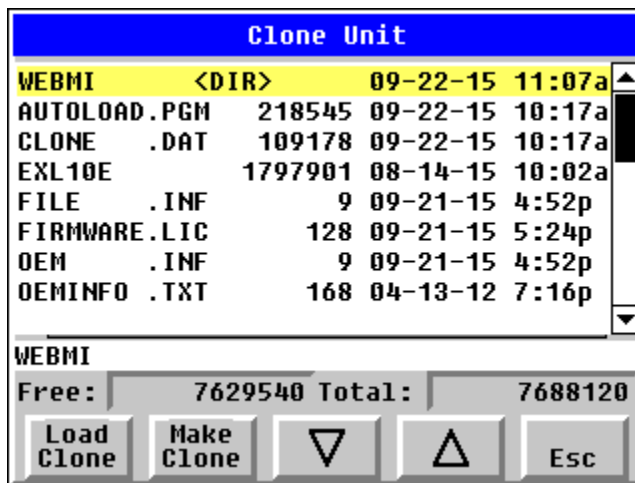 Clone Unit
WEBMI <DIR> 09-22-15 11:07a
AUTOLOAD.PGM 218545 09-22-15 10:17a
CLONE .DAT 109178 09-22-15 10:17a
EXL10E 1797901 08-14-15 10:02a
FILE .INF 9 09-21-15 4:52p
FIRMWARE.LIC 128 09-21-15 5:24p
OEM .INF 9 09-21-15 4:52p
OEMINFO .TXT 168 04-13-12 7:16p
WEBMI
Free: 7629540 Total: 7688120
Load Clone Make Clone Esc